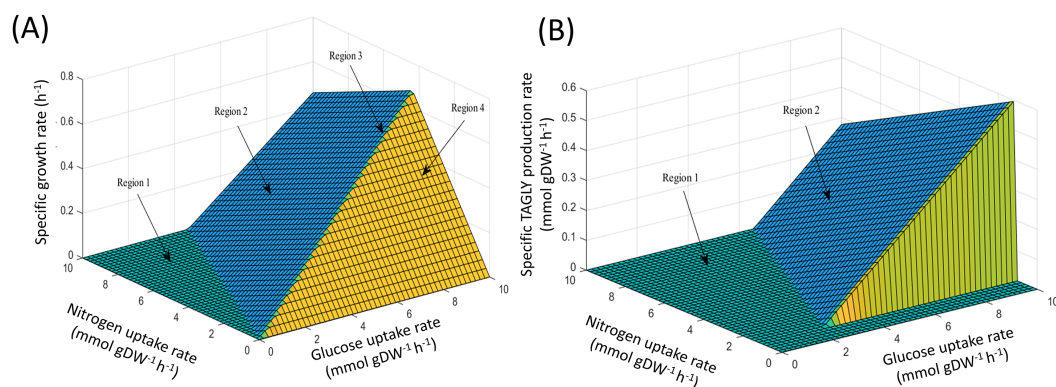 (A)
Specific growth rate (h-1)
0.8
0.6
0.4
0.2
0
Region 1
Region 2
Region 3
Region 4
10
8
6
4
2
0
Nitrogen uptake rate
(mmol gDW-1 h-1)
0
2
4
6
8
10
Glucose uptake rate
(mmol gDW-1 h-1)
(B)
Specific TAGLY production rate
(mmol gDW-1 h-1)
0.6
0.5
0.4
0.3
0.2
0.1
0
Region 1
Region 2
10
8
6
4
2
0
Nitrogen uptake rate
(mmol gDW-1 h-1)
0
2
4
6
8
10
Glucose uptake rate
(mmol gDW-1 h-1)